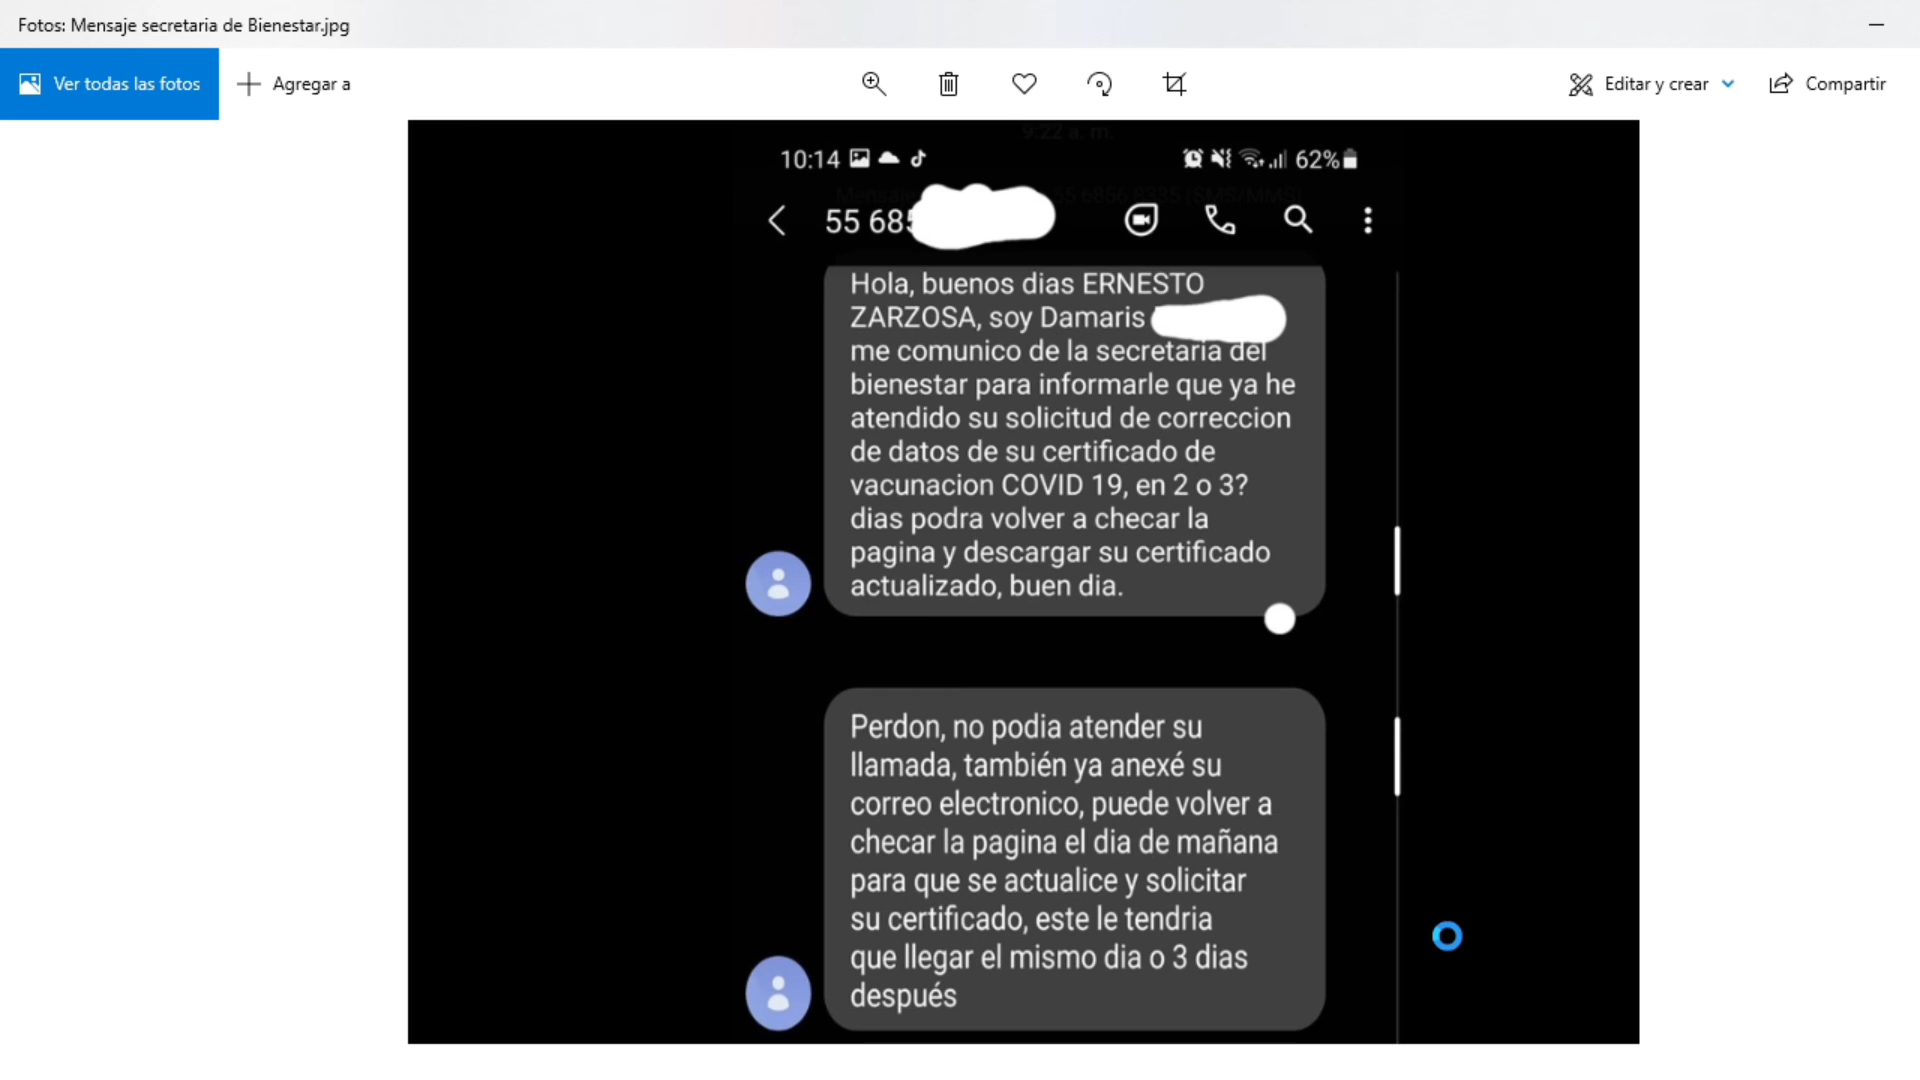 Fotos: Mensaje secretaria de Bienestar.jpg
Ver todas las fotos
Agregar a
Editar y crear
Compartir
9:22 a. m.
10:14
62%
55 685
Hola, buenos dias ERNESTO
ZARZOSA, soy Damaris
me comunico de la secretaria del
bienestar para informarle que ya he
atendido su solicitud de correccion
de datos de su certificado de
vacunacion COVID 19, en 2 o 3?
dias podra volver a checar la
pagina y descargar su certificado
actualizado, buen dia.
Perdon, no podia atender su
llamada, también ya anexé su
correo electronico, puede volver a
checar la pagina el dia de mañana
para que se actualice y solicitar
su certificado, este le tendria
que llegar el mismo dia o 3 dias
después